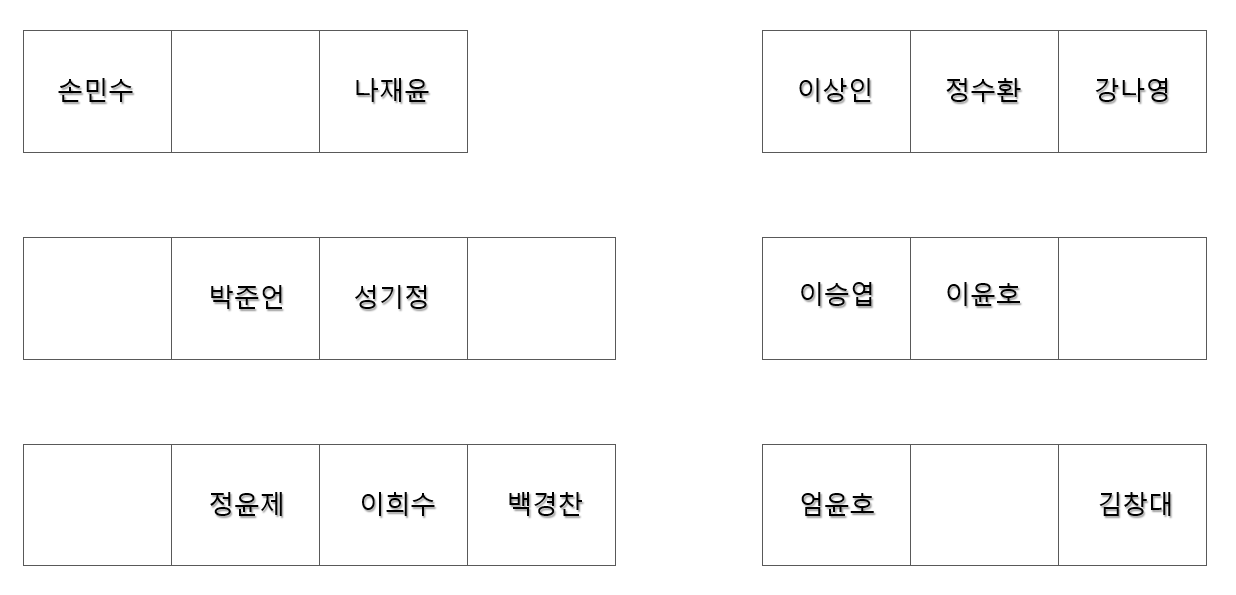 손민수 나재윤 이상인 정수환 강나영
박준언 성기정 이승엽 이윤호
정윤제 이희수 백경찬 엄윤호 김창대